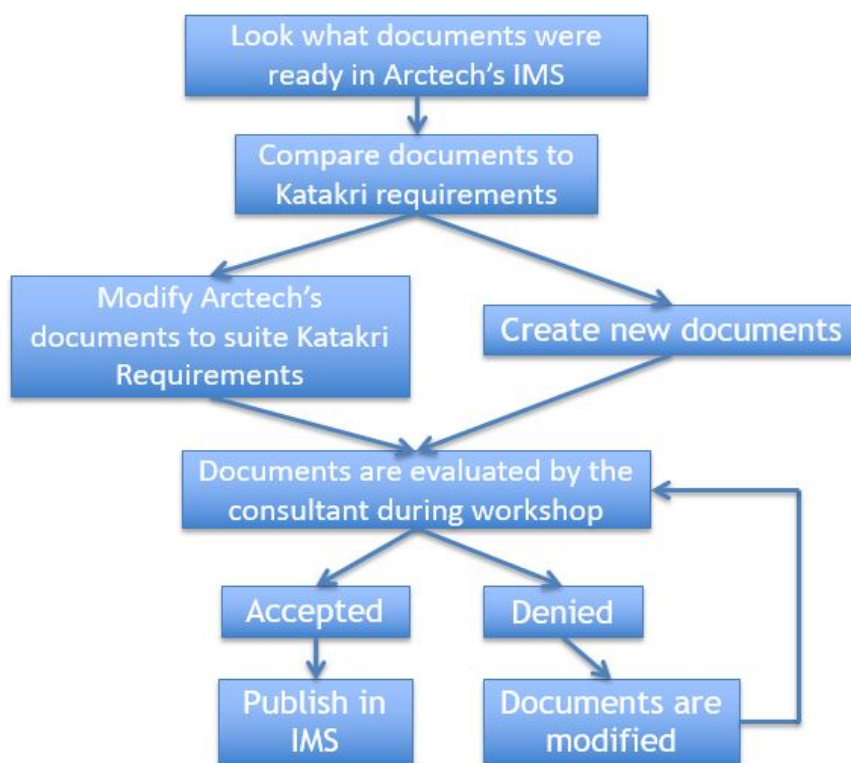 Look what documents were
ready in Arctech's IMS
Compare documents to
Katakri requirements
Modify Arctech's
documents to suite Katakri
Requirements
Create new documents
Documents are evaluated by the
consultant during workshop
Accepted
Denied
Publish in
IMS
Documents are
modified